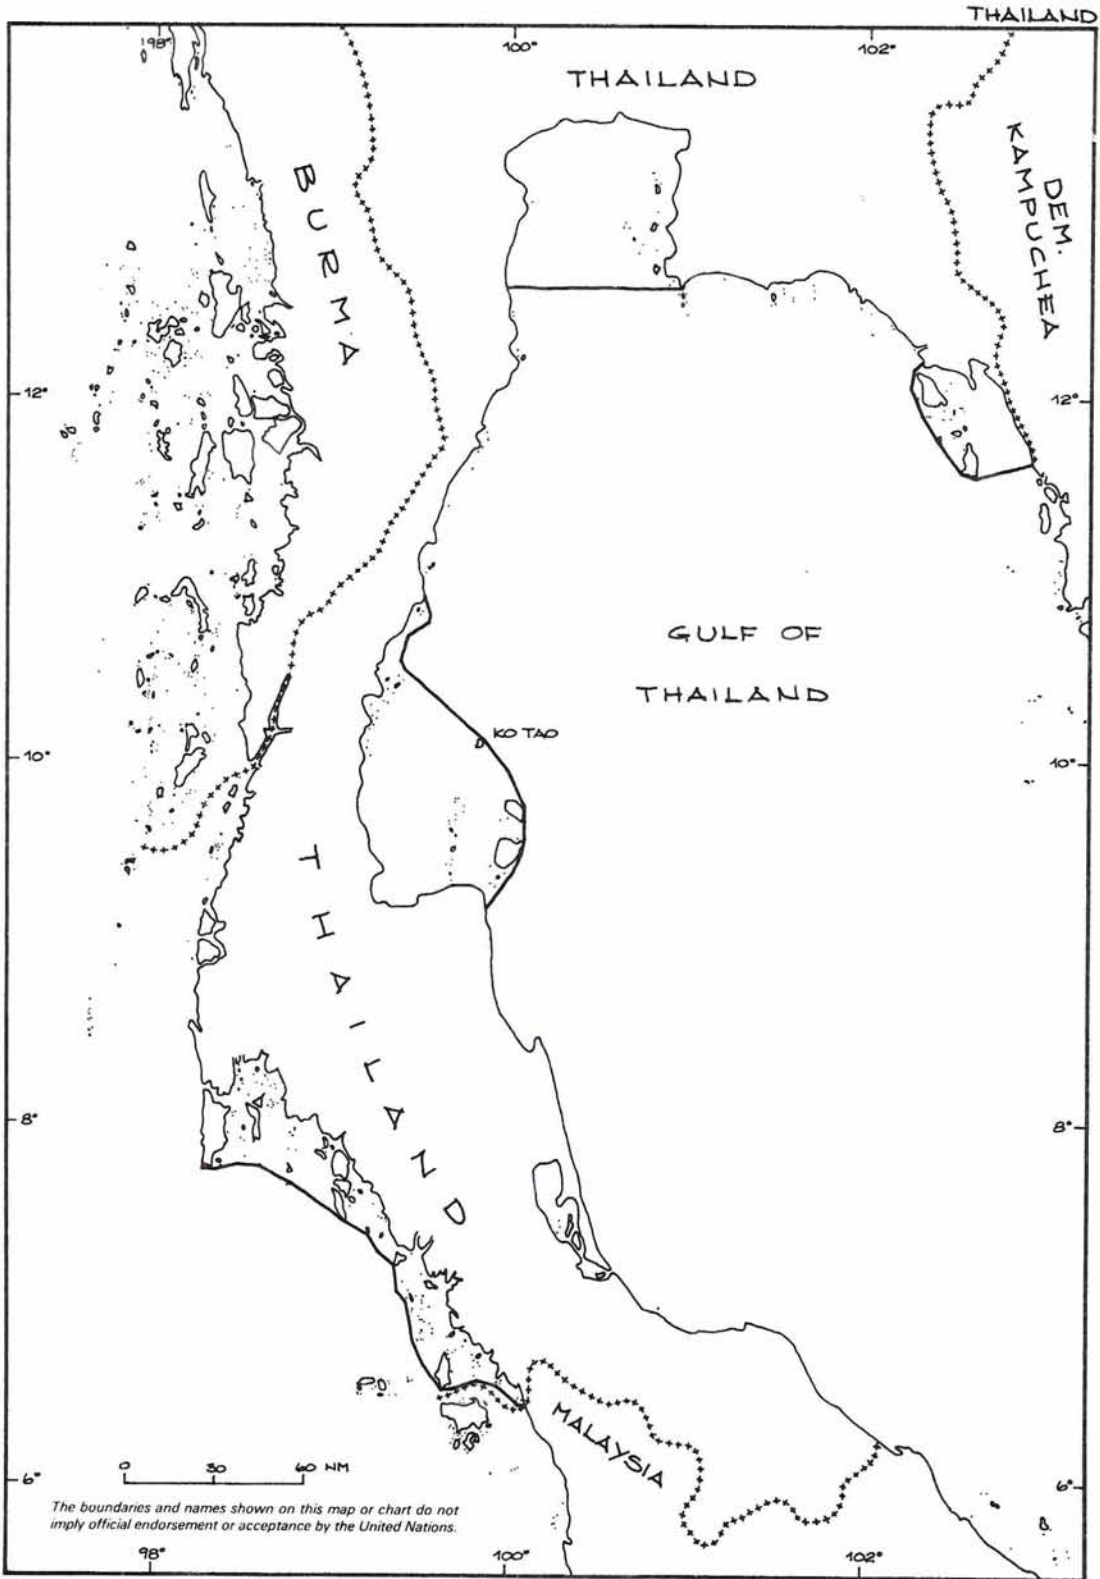 THAILAND
98°
100°
102°
THAILAND
DEM.
KAMPUCHEA
BURMA
12°
12°
GULF OF
THAILAND
KO TAO
10°
10°
THAILAND
8°
8°
MALAYSIA
0 30 60 NM
6°
6°
The boundaries and names shown on this map or chart do not
imply official endorsement or acceptance by the United Nations.
98°
100°
102°